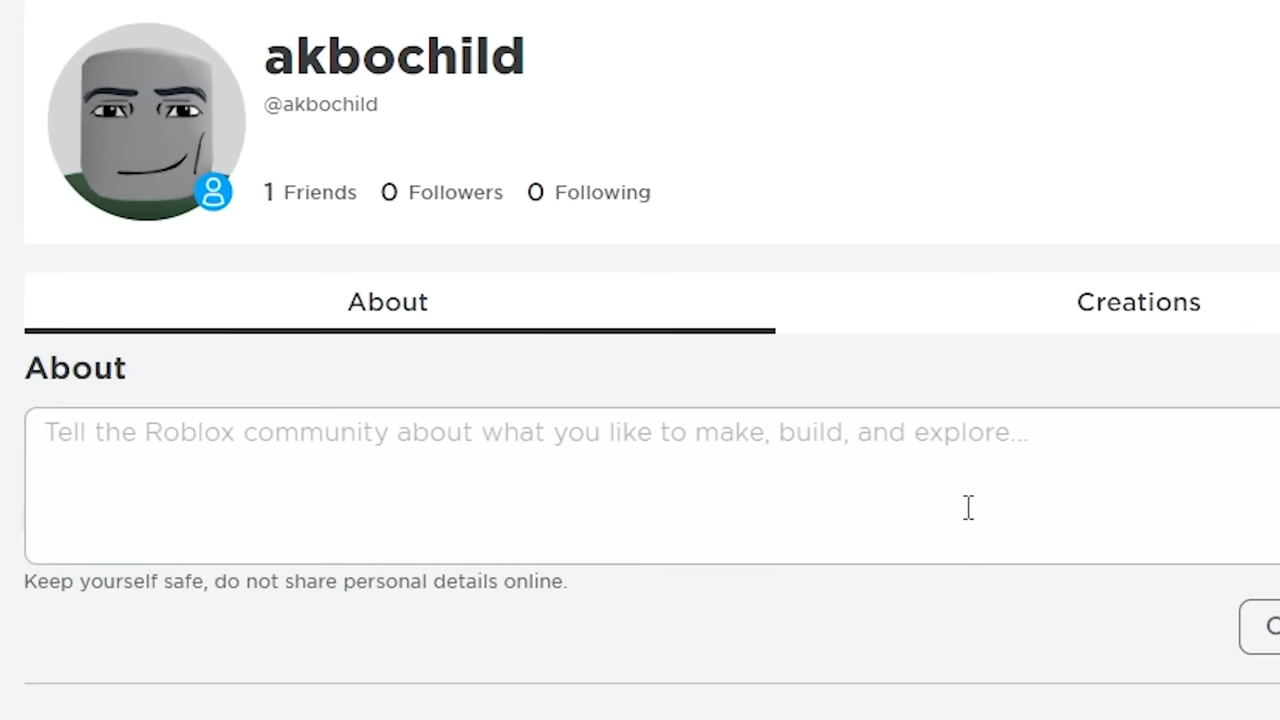 akbochild
@akbochild
1 Friends 0 Followers 0 Following
About Creations
About
Tell the Roblox community about what you like to make, build, and explore...
Keep yourself safe, do not share personal details online.